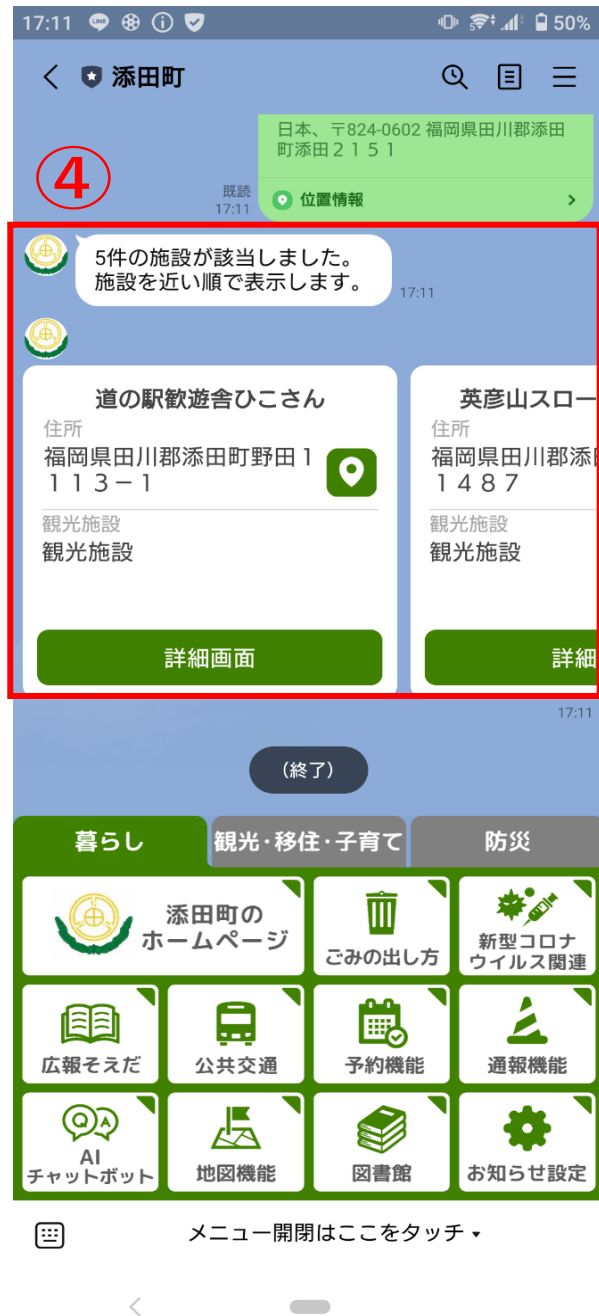 17:11
50%
添田町
日本、〒824-0602 福岡県田川郡添田
町添田２１５１
④
既読
17:11
位置情報
5件の施設が該当しました。
施設を近い順で表示します。
17:11
道の駅歓遊舎ひこさん
住所
福岡県田川郡添田町野田１
１１３－１
観光施設
観光施設
詳細画面
英彦山スロー
住所
福岡県田川郡添
１４８７
観光施設
観光施設
詳細
17:11
（終了）
暮らし
観光・移住・子育て
防災
添田町の
ホームページ
ごみの出し方
新型コロナ
ウイルス関連
広報そえだ
公共交通
予約機能
通報機能
Q A
AI
チャットボット
地図機能
図書館
お知らせ設定
メニュー開閉はここをタッチ ▾